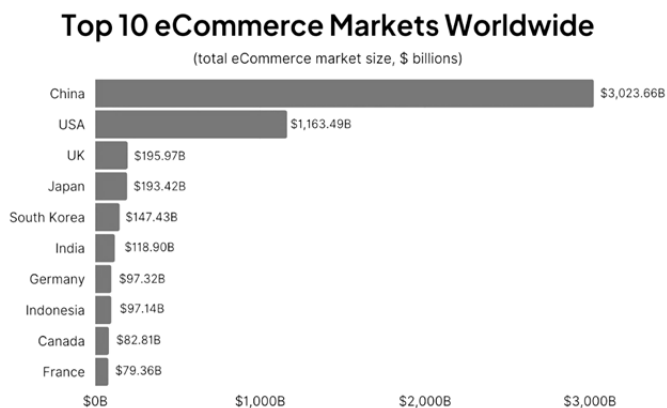 Top 10 eCommerce Markets Worldwide
(total eCommerce market size, $ billions)
China $3,023.66B
USA $1,163.49B
UK $195.97B
Japan $193.42B
South Korea $147.43B
India $118.90B
Germany $97.32B
Indonesia $97.14B
Canada $82.81B
France $79.36B
$0B $1,000B $2,000B $3,000B